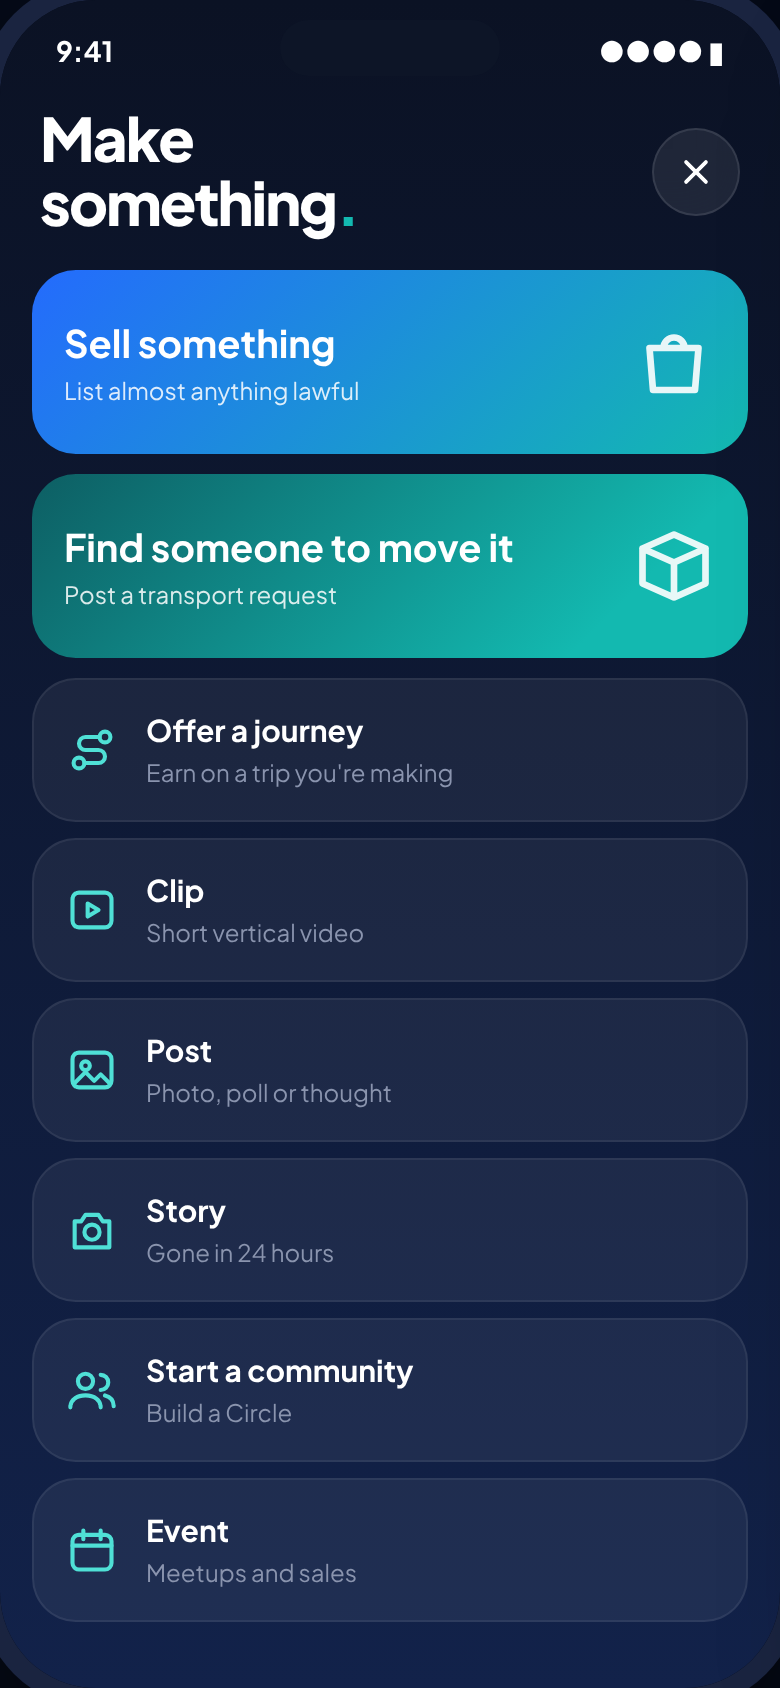 9:41
Make
something.
Sell something
List almost anything lawful
Find someone to move it
Post a transport request
Offer a journey
Earn on a trip you're making
Clip
Short vertical video
Post
Photo, poll or thought
Story
Gone in 24 hours
Start a community
Build a Circle
Event
Meetups and sales